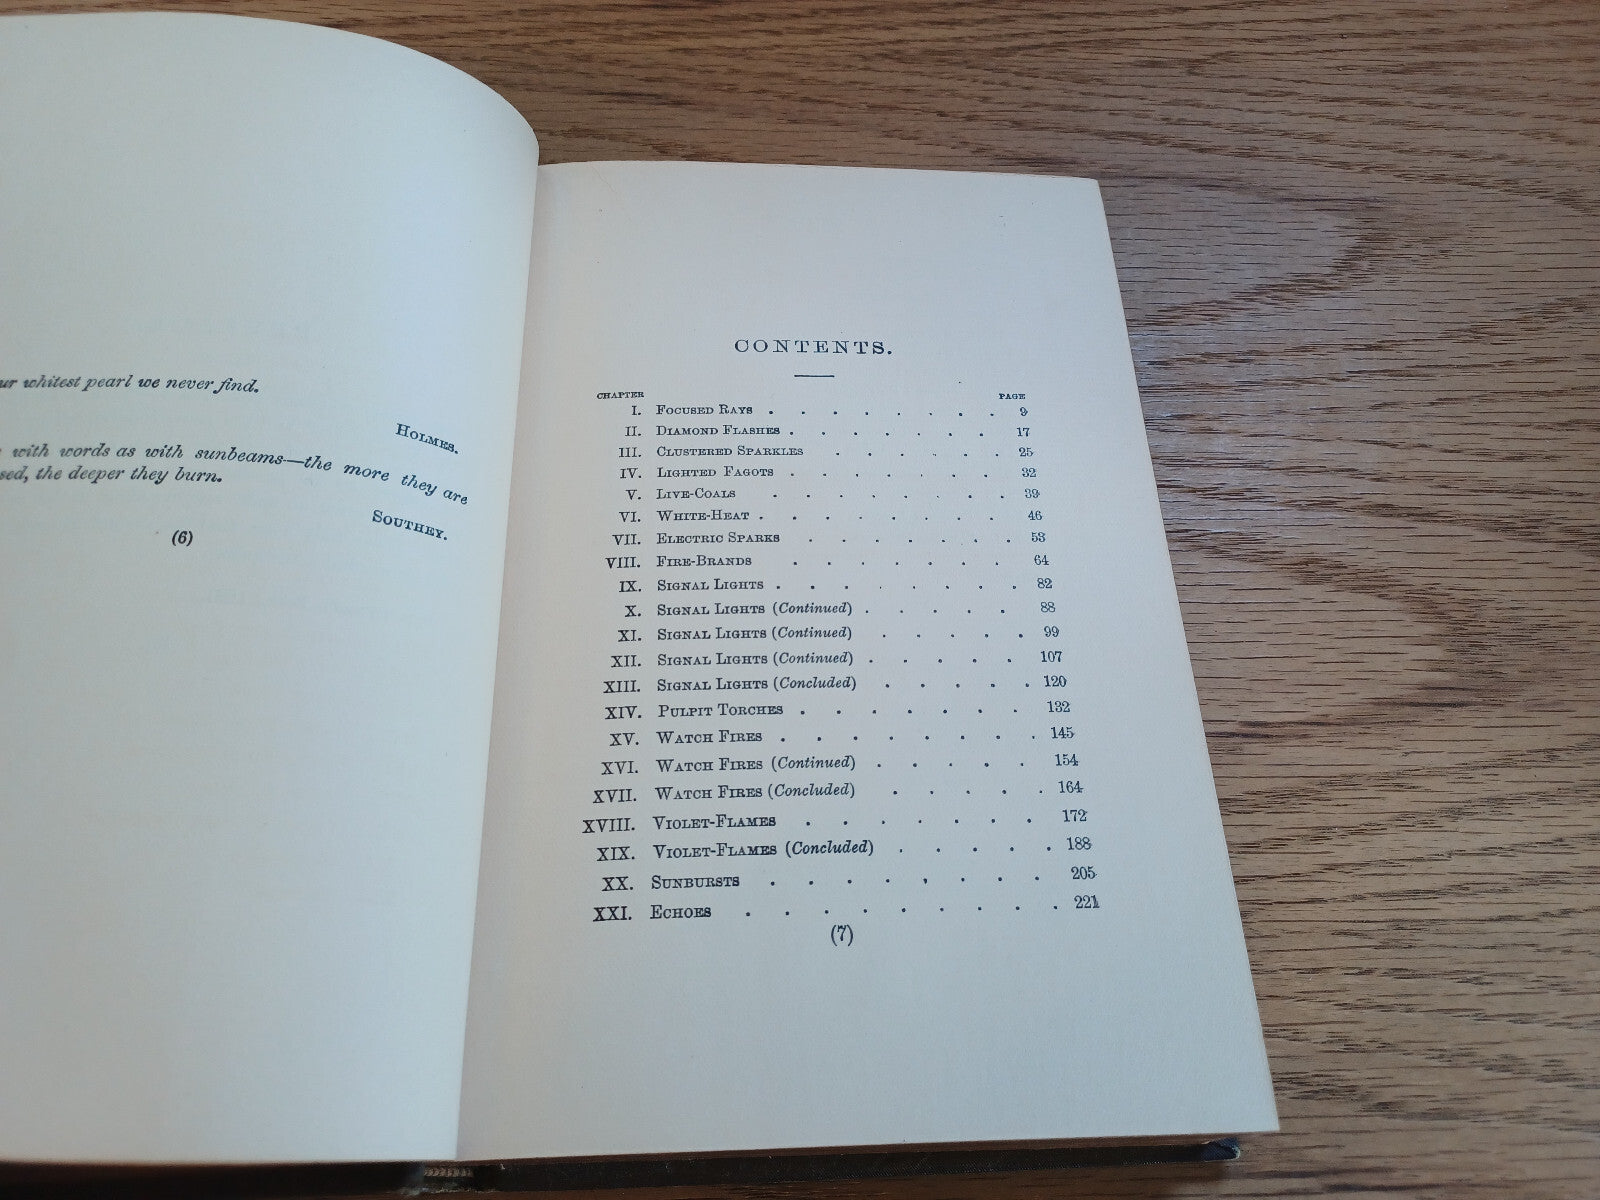 ur whitest pearl we never find.
Holmes.
with words as with sunbeams—the more they are
sed, the deeper they burn.
Southey.
(6)
CONTENTS.
CHAPTER PAGE
I. Focused Rays . . . . . . . 9
II. Diamond Flashes . . . . . . 17
III. Clustered Sparkles . . . . . 25
IV. Lighted Fagots . . . . . . 32
V. Live-Coals . . . . . . . 39
VI. White-Heat . . . . . . . 46
VII. Electric Sparks . . . . . . 53
VIII. Fire-Brands . . . . . . 64
IX. Signal Lights . . . . . . . 82
X. Signal Lights (Continued) . . . . . 88
XI. Signal Lights (Continued) . . . . 99
XII. Signal Lights (Continued) . . . . . 107
XIII. Signal Lights (Concluded) . . . . . 120
XIV. Pulpit Torches . . . . . . . 132
XV. Watch Fires . . . . . . . . 145
XVI. Watch Fires (Continued) . . . . . 154
XVII. Watch Fires (Concluded) . . . . . 164
XVIII. Violet-Flames . . . . . . . 172
XIX. Violet-Flames (Concluded) . . . . . 188
XX. Sunbursts . . . . . . . . 205
XXI. Echoes . . . . . . . . . 221
(7)